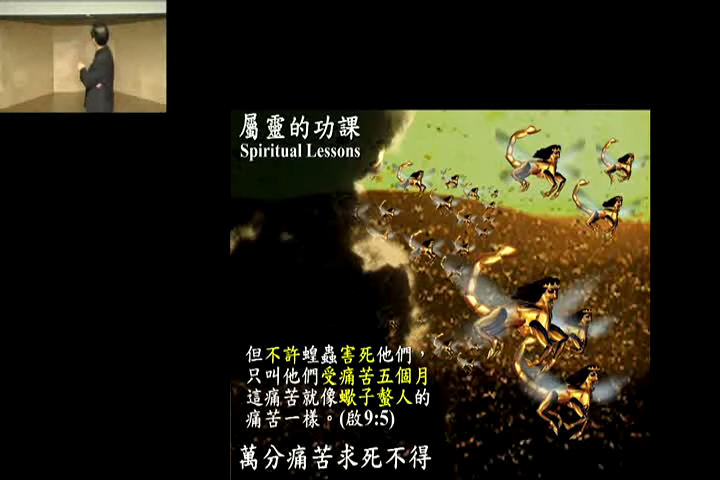 屬靈的功課
Spiritual Lessons
但不許蝗蟲害死他們，
只叫他們受痛苦五個月
這痛苦就像蠍子螫人的
痛苦一樣。(啟9:5)
萬分痛苦求死不得